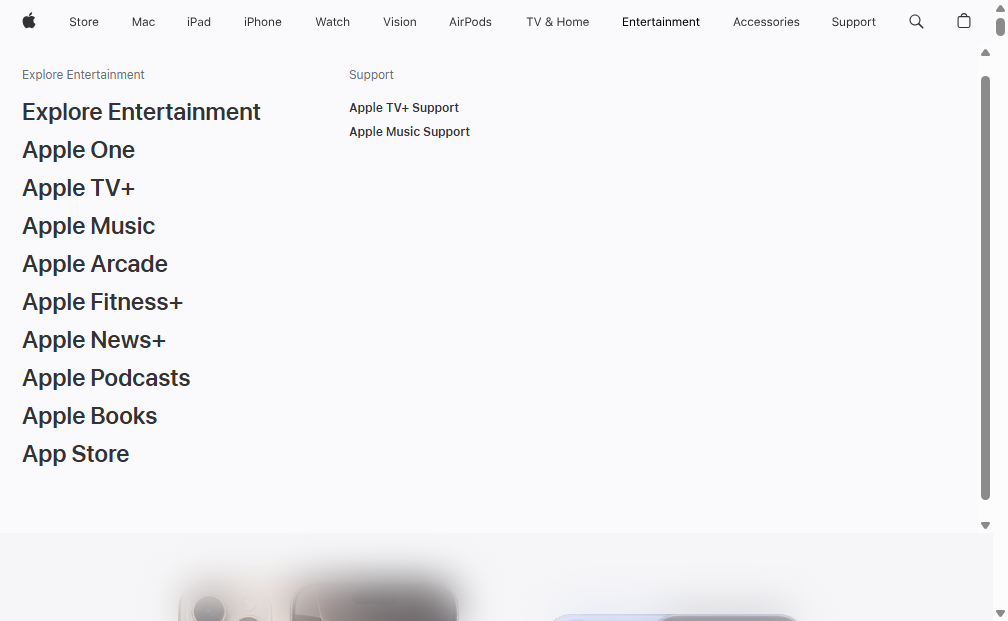 Store Mac iPad iPhone Watch Vision AirPods TV & Home Entertainment Accessories Support
Explore Entertainment
Explore Entertainment
Apple One
Apple TV+
Apple Music
Apple Arcade
Apple Fitness+
Apple News+
Apple Podcasts
Apple Books
App Store
Support
Apple TV+ Support
Apple Music Support